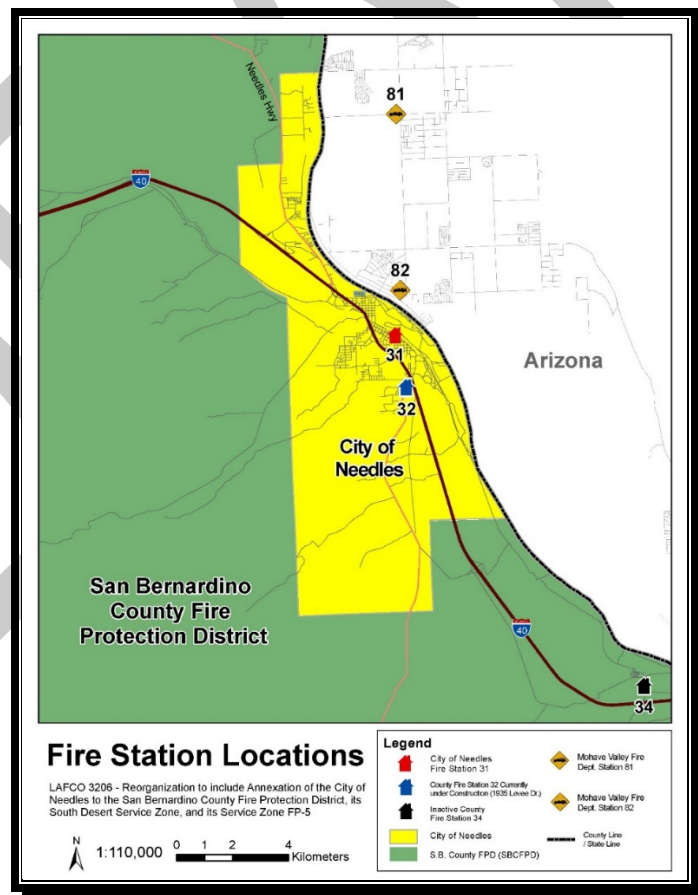 Needles Hwy
81
40
82
31
Arizona
32
City of
Needles
San Bernardino
County Fire
Protection District
40
34
Fire Station Locations
LAFCO 3206 - Reorganization to include Annexation of the City of
Needles to the San Bernardino County Fire Protection District, its
South Desert Service Zone, and its Service Zone FP-5
N
1:110,000
0 1 2 4
Kilometers
Legend
City of Needles
Fire Station 31
County Fire Station 32 Currently
under Construction (1935 Levee Dr.)
Inactive County
Fire Station 34
City of Needles
S.B. County FPD (SBCFPD)
Mohave Valley Fire
Dept. Station 81
Mohave Valley Fire
Dept. Station 82
County Line
/ State Line